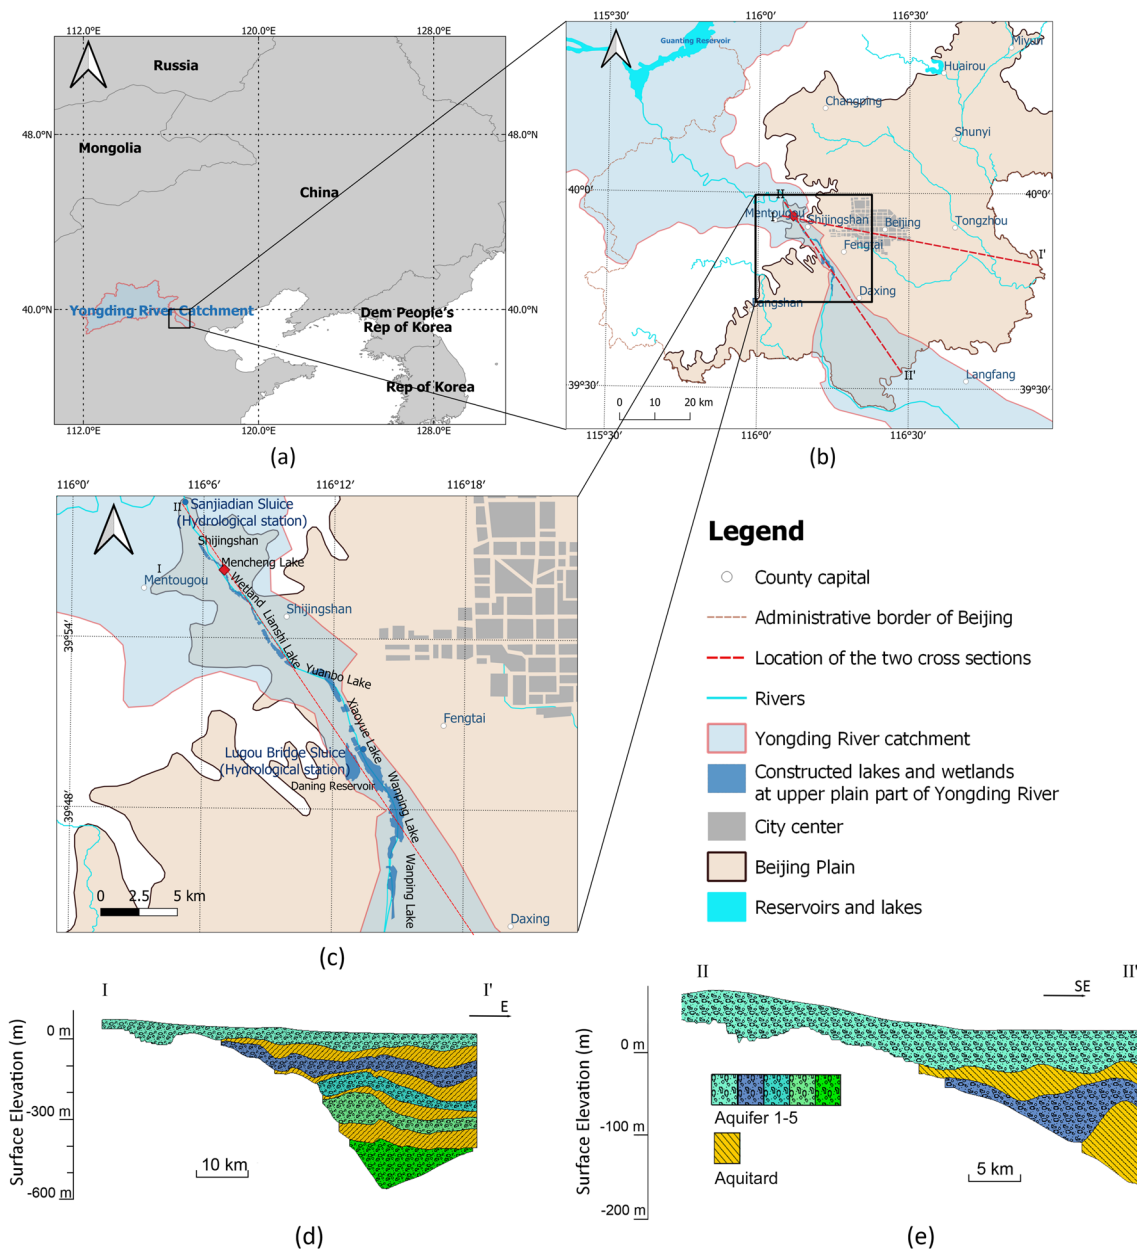 112.0°E
120.0°E
128.0°E
Russia
48.0°N
48.0°N
Mongolia
China
40.0°N
Yongding River Catchment
40.0°N
Dem People's
Rep of Korea
Rep of Korea
112.0°E
120.0°E
128.0°E
(a)
115°30′
116°0′
116°30′
Guanting Reservoir
Miyun
Huairou
Changping
Shunyi
40°0′
40°0′
II
Mentougou
I
Shijingshan
Beijing
Tongzhou
Fengtai
I'
Daxing
Fangshan
II'
Langfang
39°30′
39°30′
0 10 20 km
115°30′
116°0′
116°30′
(b)
116°0′
116°6′
116°12′
116°18′
II
Sanjiadian Sluice
(Hydrological station)
Shijingshan
Mencheng Lake
I
Mentougou
Wetland
Shijingshan
Lianshi Lake
39°54′
Yuanbo Lake
Xiaoyue Lake
Fengtai
Lugou Bridge Sluice
(Hydrological station)
Daning Reservoir
Wanping Lake
39°48′
Wanping Lake
0 2.5 5 km
Daxing
(c)
Legend
County capital
Administrative border of Beijing
Location of the two cross sections
Rivers
Yongding River catchment
Constructed lakes and wetlands
at upper plain part of Yongding River
City center
Beijing Plain
Reservoirs and lakes
I
I'
E
Surface Elevation (m)
0 m
-300 m
-600 m
10 km
(d)
II
II'
SE
Surface Elevation (m)
0 m
-100 m
-200 m
Aquifer 1-5
Aquitard
5 km
(e)